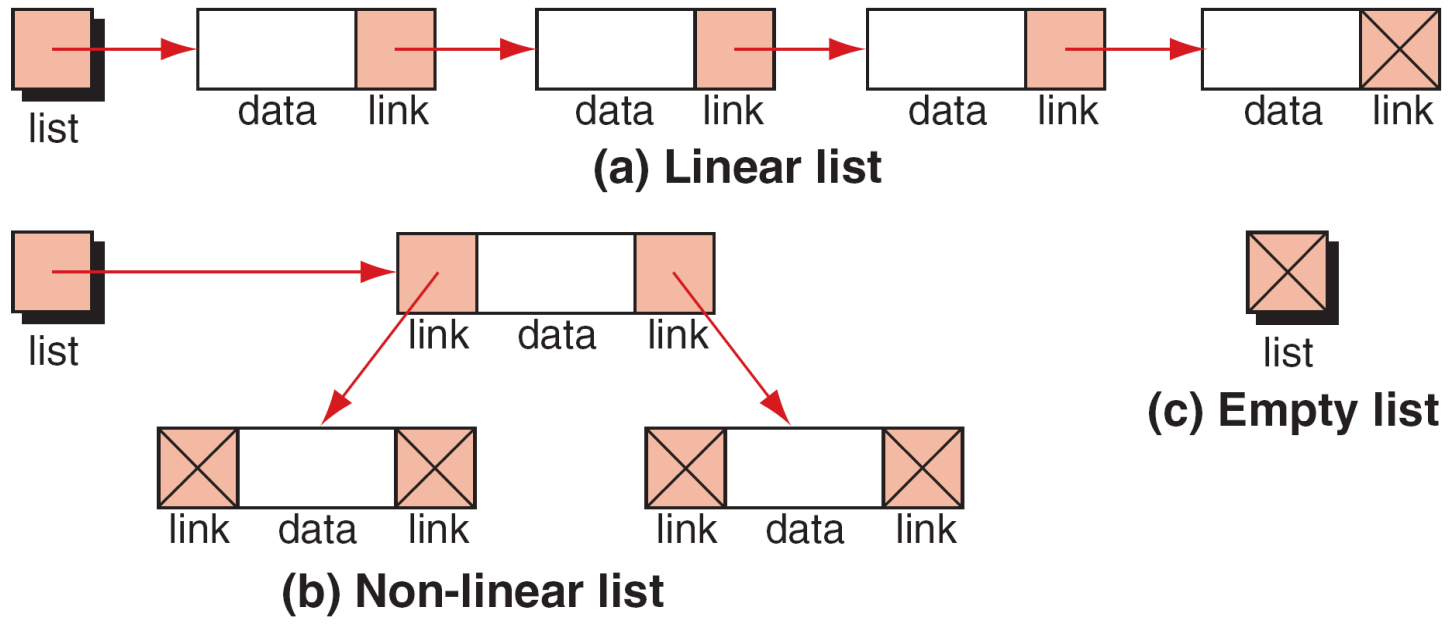 data link data link data link data link
list
(a) Linear list
link data link
list
list
(c) Empty list
link data link link data link
(b) Non-linear list